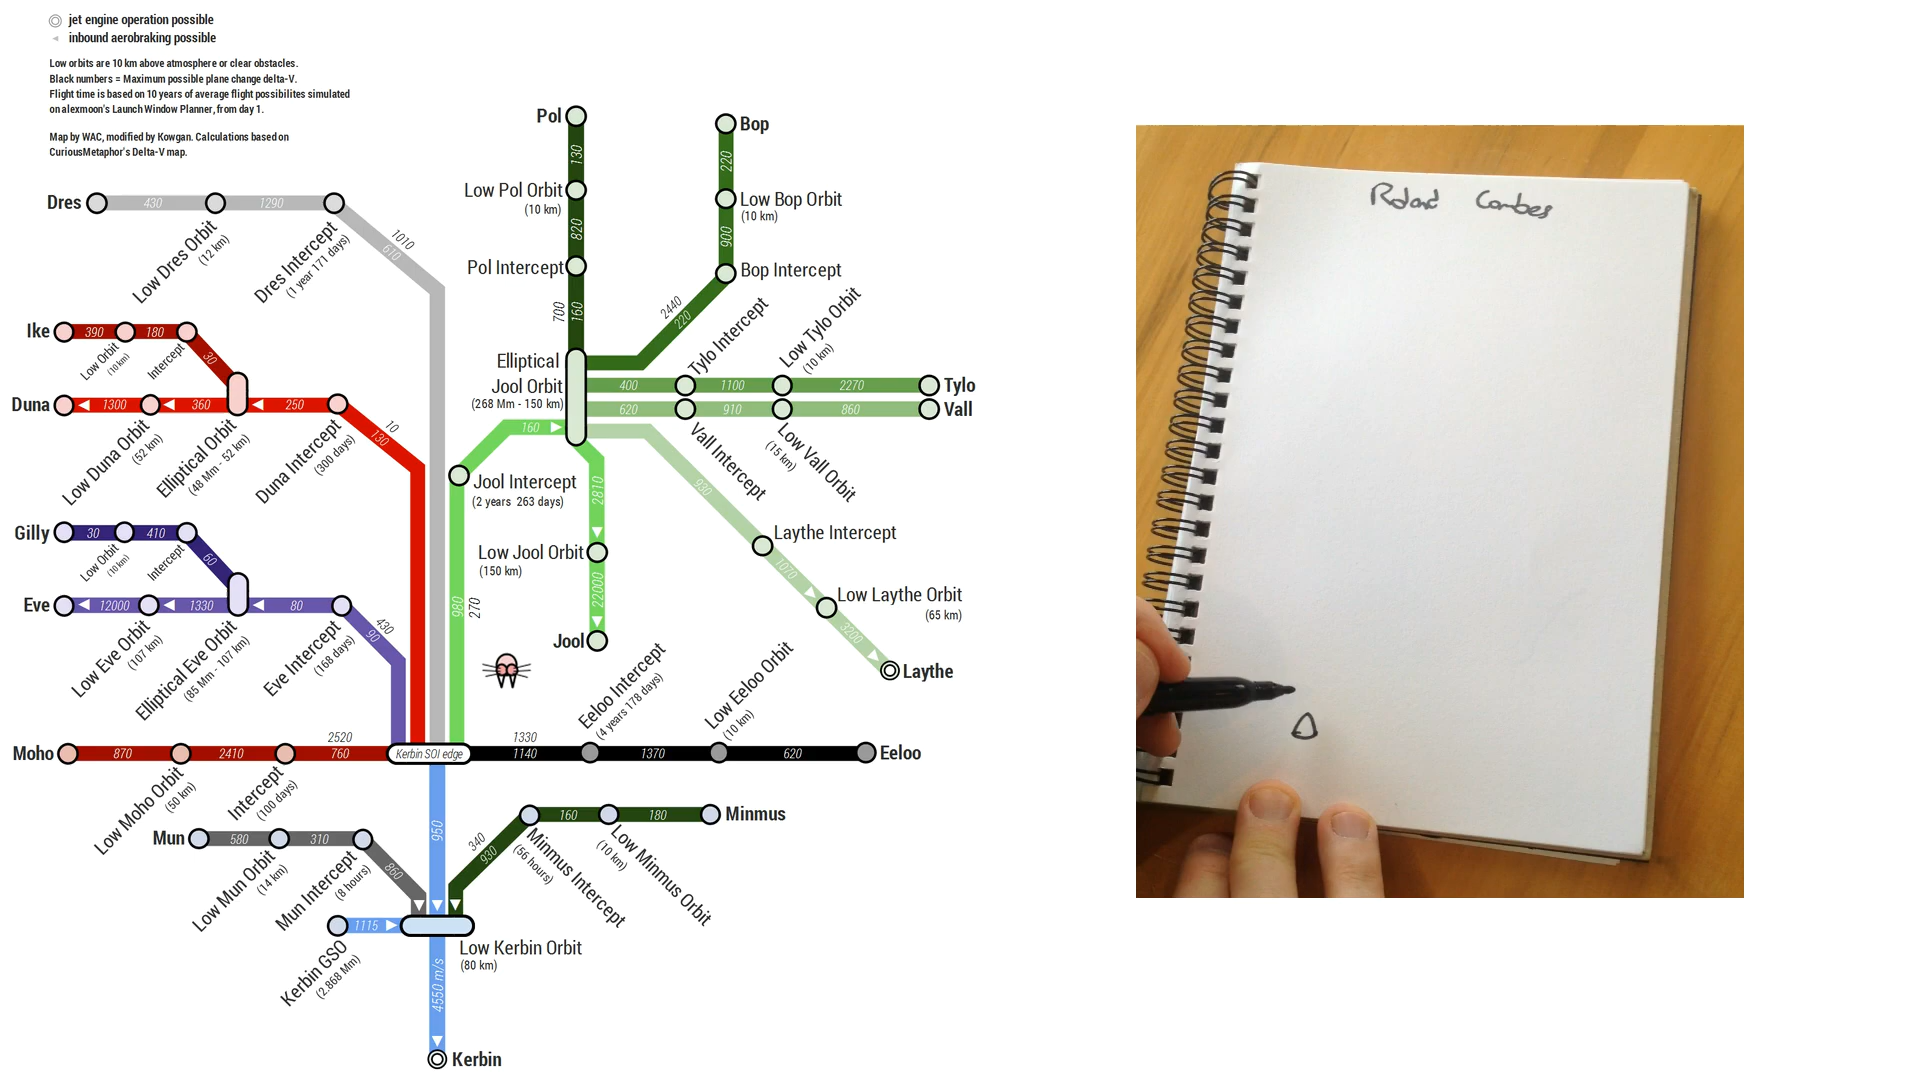 jet engine operation possible
inbound aerobraking possible
Low orbits are 10 km above atmosphere or clear obstacles.
Black numbers = Maximum possible plane change delta-V.
Flight time is based on 10 years of average flight possibilites simulated
on alexmoon's Launch Window Planner, from day 1.
Map by WAC, modified by Kowgan. Calculations based on
CuriousMetaphor's Delta-V map.
Pol
130
Low Pol Orbit
(10 km)
820
Pol Intercept
700
160
Bop
220
Low Bop Orbit
(10 km)
900
Bop Intercept
2440
220
Dres
430
1290
Low Dres Orbit
(12 km)
Dres Intercept
(1 year 171 days)
1010
610
Ike
390
180
30
Low Orbit
(10 km)
Intercept
Duna
1300
360
250
10
130
Low Duna Orbit
(52 km)
Elliptical Orbit
(48 Mm - 52 km)
Duna Intercept
(300 days)
Elliptical
Jool Orbit
(268 Mm - 150 km)
Tylo Intercept
Low Tylo Orbit
(10 km)
400
1100
2270
Tylo
620
910
860
Vall
Vall Intercept
Low Vall Orbit
(15 km)
160
Jool Intercept
(2 years 263 days)
2810
Low Jool Orbit
(150 km)
22000
Jool
980
270
930
Laythe Intercept
1070
Low Laythe Orbit
(65 km)
3200
Laythe
Gilly
30
410
60
Low Orbit
(10 km)
Intercept
Eve
12000
1330
80
430
90
Low Eve Orbit
(107 km)
Elliptical Eve Orbit
(85 Mm - 107 km)
Eve Intercept
(168 days)
Moho
870
2410
2520
760
Low Moho Orbit
(50 km)
Intercept
(100 days)
Kerbin SOI edge
1330
1140
Eeloo Intercept
(4 years 178 days)
1370
Low Eeloo Orbit
(10 km)
620
Eeloo
950
Mun
580
310
860
Low Mun Orbit
(14 km)
Mun Intercept
(8 hours)
340
930
Minmus Intercept
(56 hours)
160
Low Minmus Orbit
(10 km)
180
Minmus
1115
Kerbin GSO
(2.868 Mm)
Low Kerbin Orbit
(80 km)
4550 m/s
Kerbin
Roland Combes